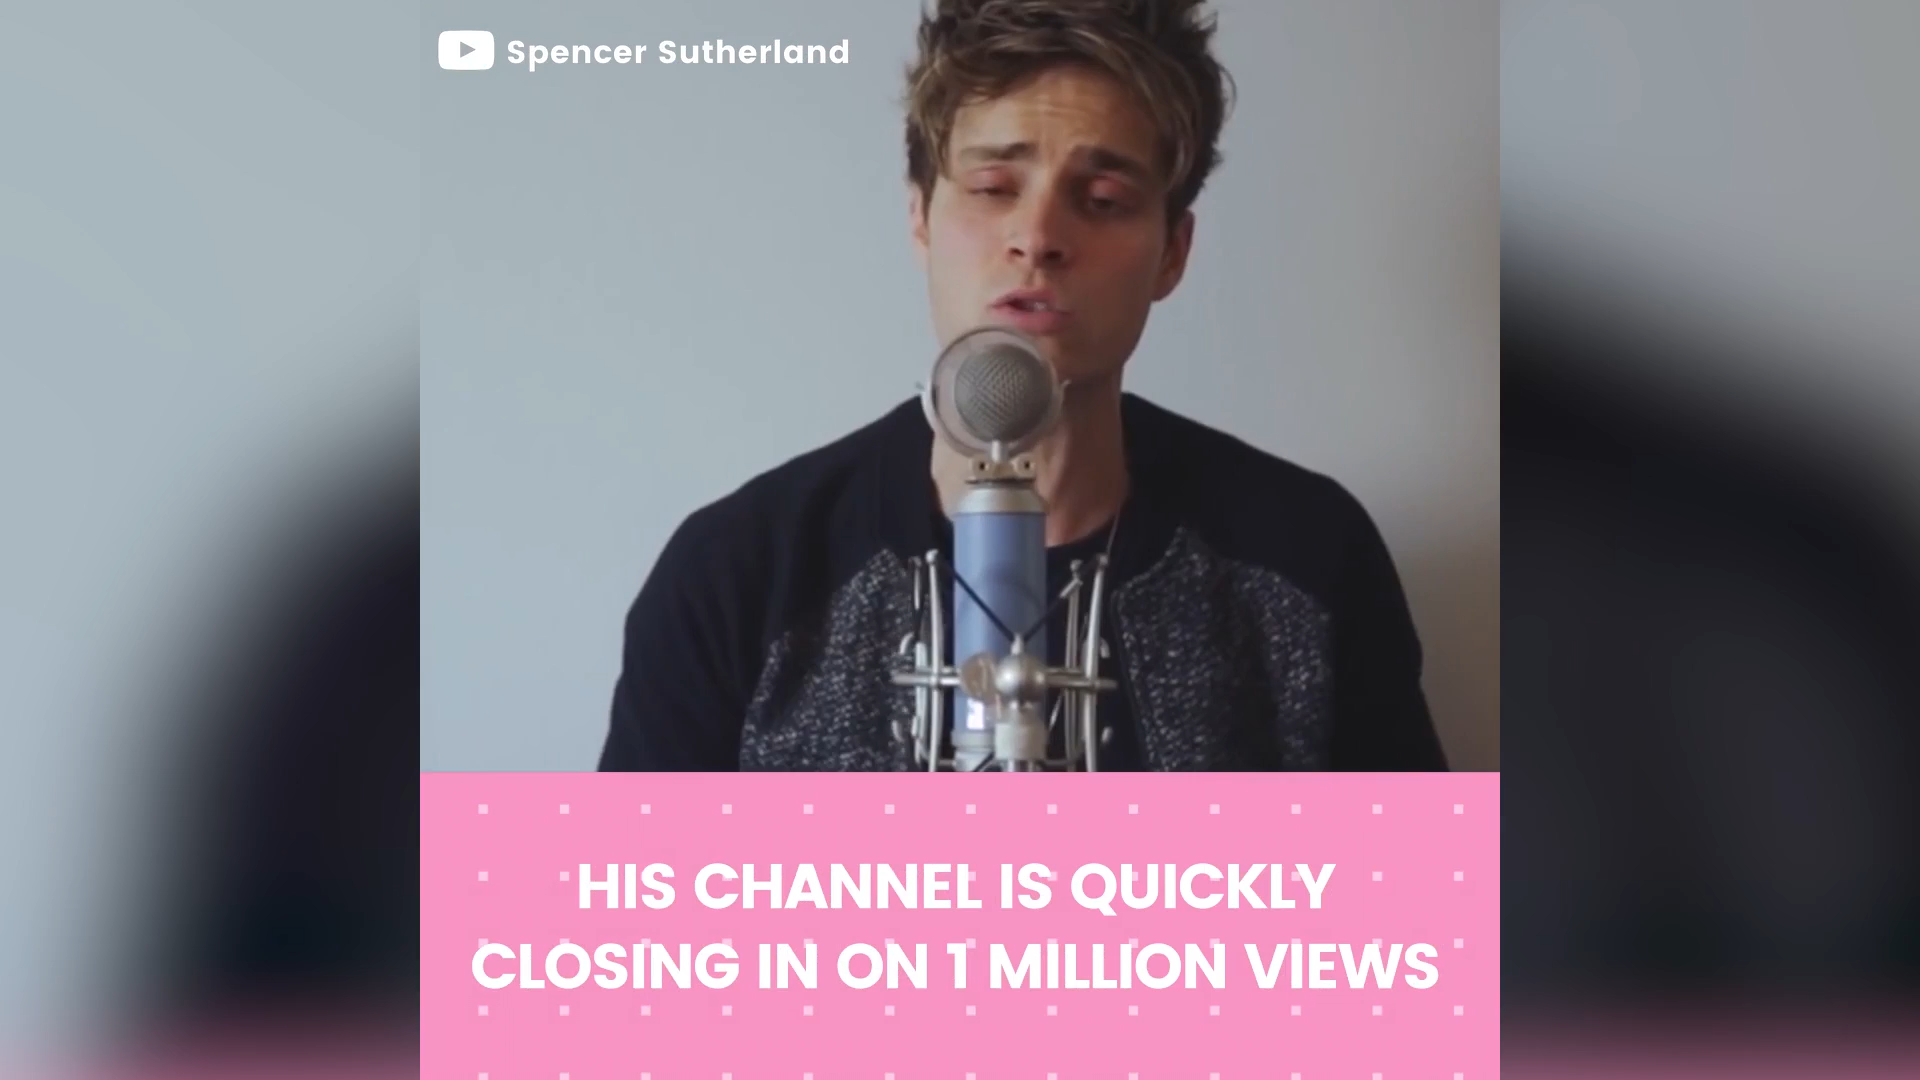 Spencer Sutherland
HIS CHANNEL IS QUICKLY
CLOSING IN ON 1 MILLION VIEWS